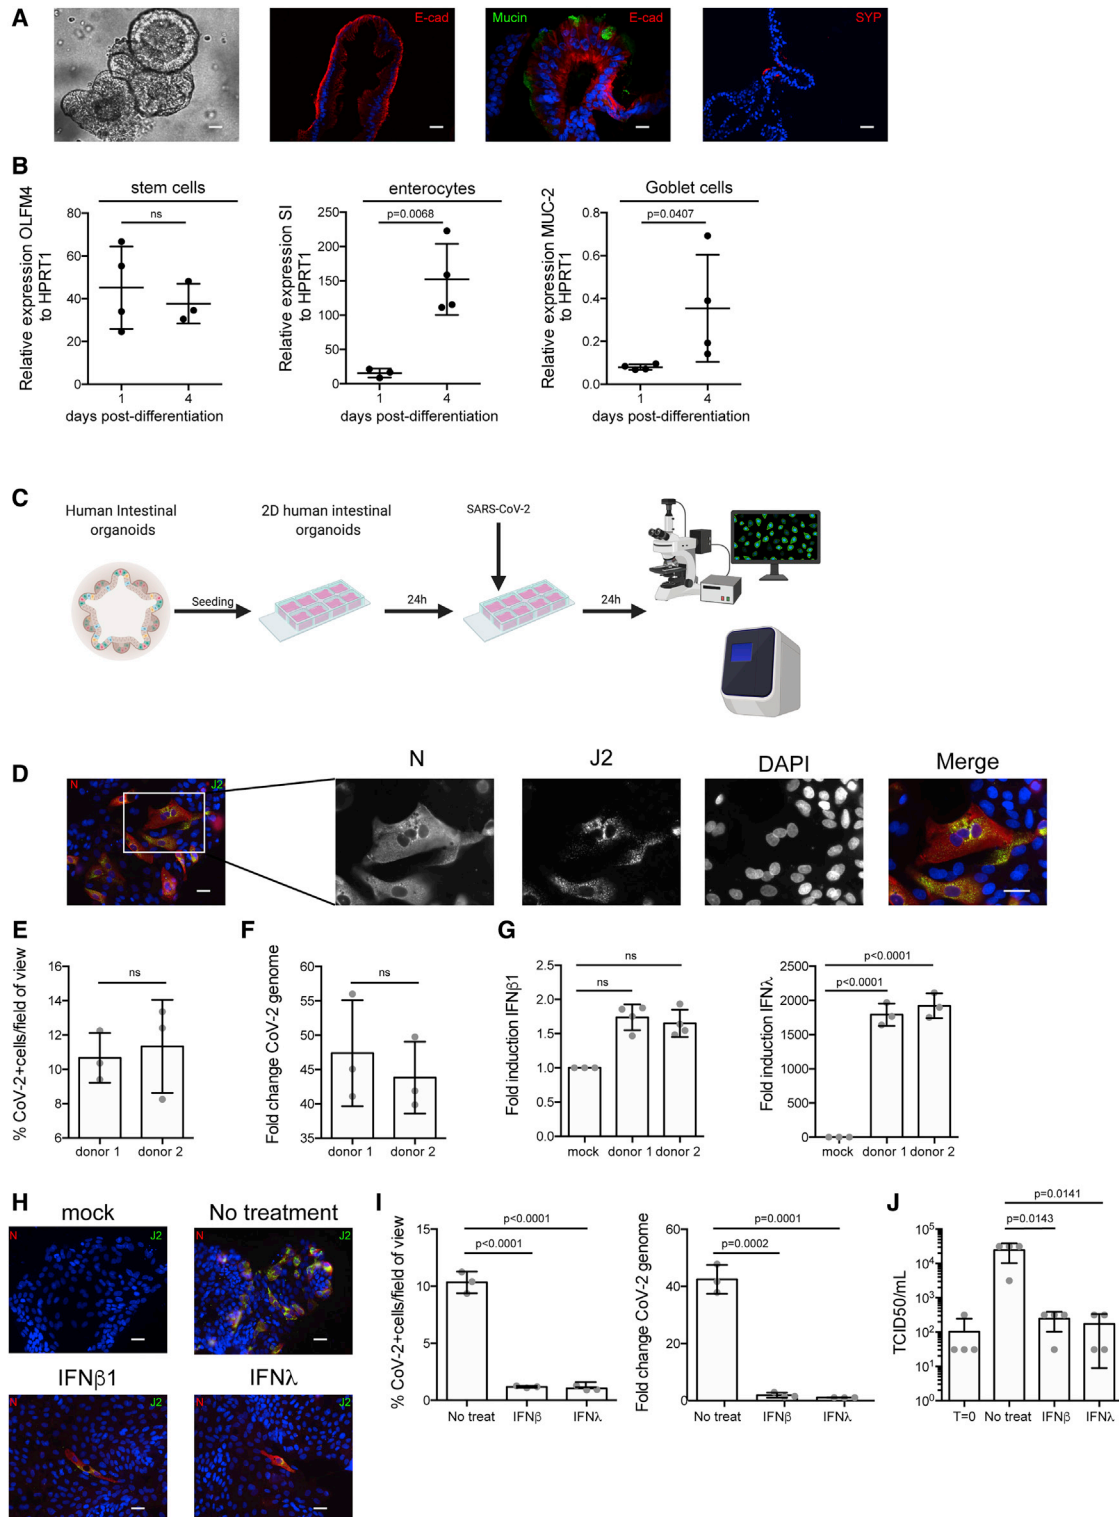 A
E-cad
Mucin
E-cad
SYP
B
stem cells
enterocytes
Goblet cells
Relative expression OLFM4
to HPRT1
80
60
40
20
0
ns
1
4
days post-differentiation
Relative expression SI
to HPRT1
250
200
150
100
50
0
p=0.0068
1
4
days post-differentiation
Relative expression MUC-2
to HPRT1
0.8
0.6
0.4
0.2
0.0
p=0.0407
1
4
days post-differentiation
C
Human Intestinal
organoids
Seeding
2D human intestinal
organoids
24h
SARS-CoV-2
24h
D
N
J2
N
J2
DAPI
Merge
E
% CoV-2+cells/field of view
16
14
12
10
8
6
ns
donor 1
donor 2
F
Fold change CoV-2 genome
60
55
50
45
40
35
ns
donor 1
donor 2
G
Fold induction IFNβ1
2.5
2.0
1.5
1.0
0.5
0.0
ns
ns
mock
donor 1
donor 2
Fold induction IFNλ
2500
2000
1500
1000
500
0
p<0.0001
p<0.0001
mock
donor 1
donor 2
H
mock
N
J2
No treatment
N
J2
IFNβ1
N
J2
IFNλ
N
J2
I
% CoV-2+cells/field of view
15
10
5
0
p<0.0001
p<0.0001
No treat
IFNβ
IFNλ
Fold change CoV-2 genome
60
40
20
0
p=0.0001
p=0.0002
No treat
IFNβ
IFNλ
J
TCID50/mL
10⁵
10⁴
10³
10²
10¹
10⁰
p=0.0141
p=0.0143
T=0
No treat
IFNβ
IFNλ